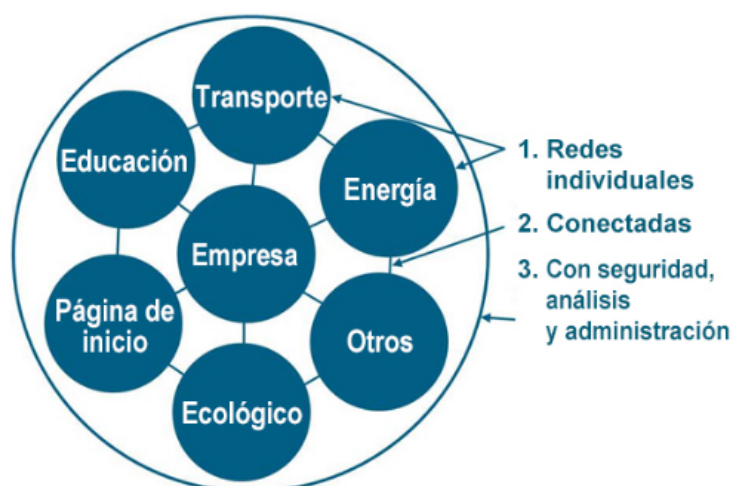 Transporte
Educación
Energía
Empresa
Página de
inicio
Otros
Ecológico
1. Redes
individuales
2. Conectadas
3. Con seguridad,
análisis
y administración